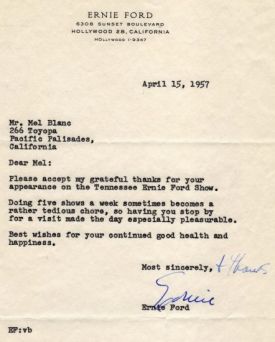 ERNIE FORD
6308 SUNSET BOULEVARD
HOLLYWOOD 28, CALIFORNIA
HOLLYWOOD 1-9367
April 15, 1957
Mr. Mel Blanc
266 Toyopa
Pacific Palisades,
California
Dear Mel:
Please accept my grateful thanks for your
appearance on the Tennessee Ernie Ford Show.
Doing five shows a week sometimes becomes a
rather tedious chore, so having you stop by
for a visit made the day especially pleasurable.
Best wishes for your continued good health and
happiness.
Most sincerely, & thanks
Ernie
Ernie Ford
EF:vb